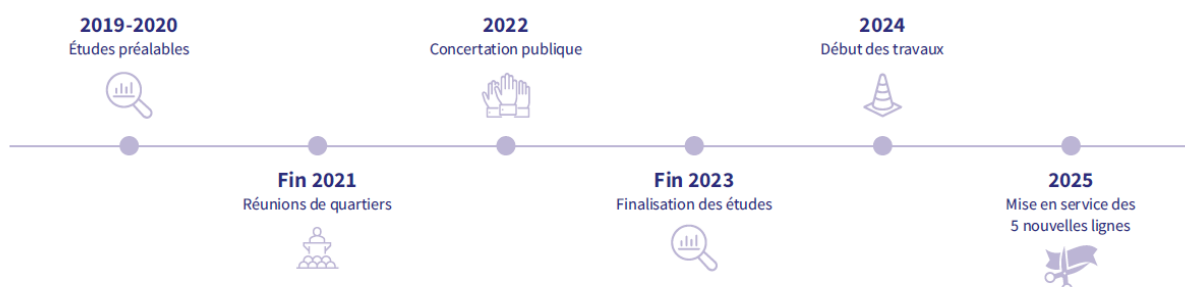 2019-2020
Études préalables
Fin 2021
Réunions de quartiers
2022
Concertation publique
Fin 2023
Finalisation des études
2024
Début des travaux
2025
Mise en service des
5 nouvelles lignes